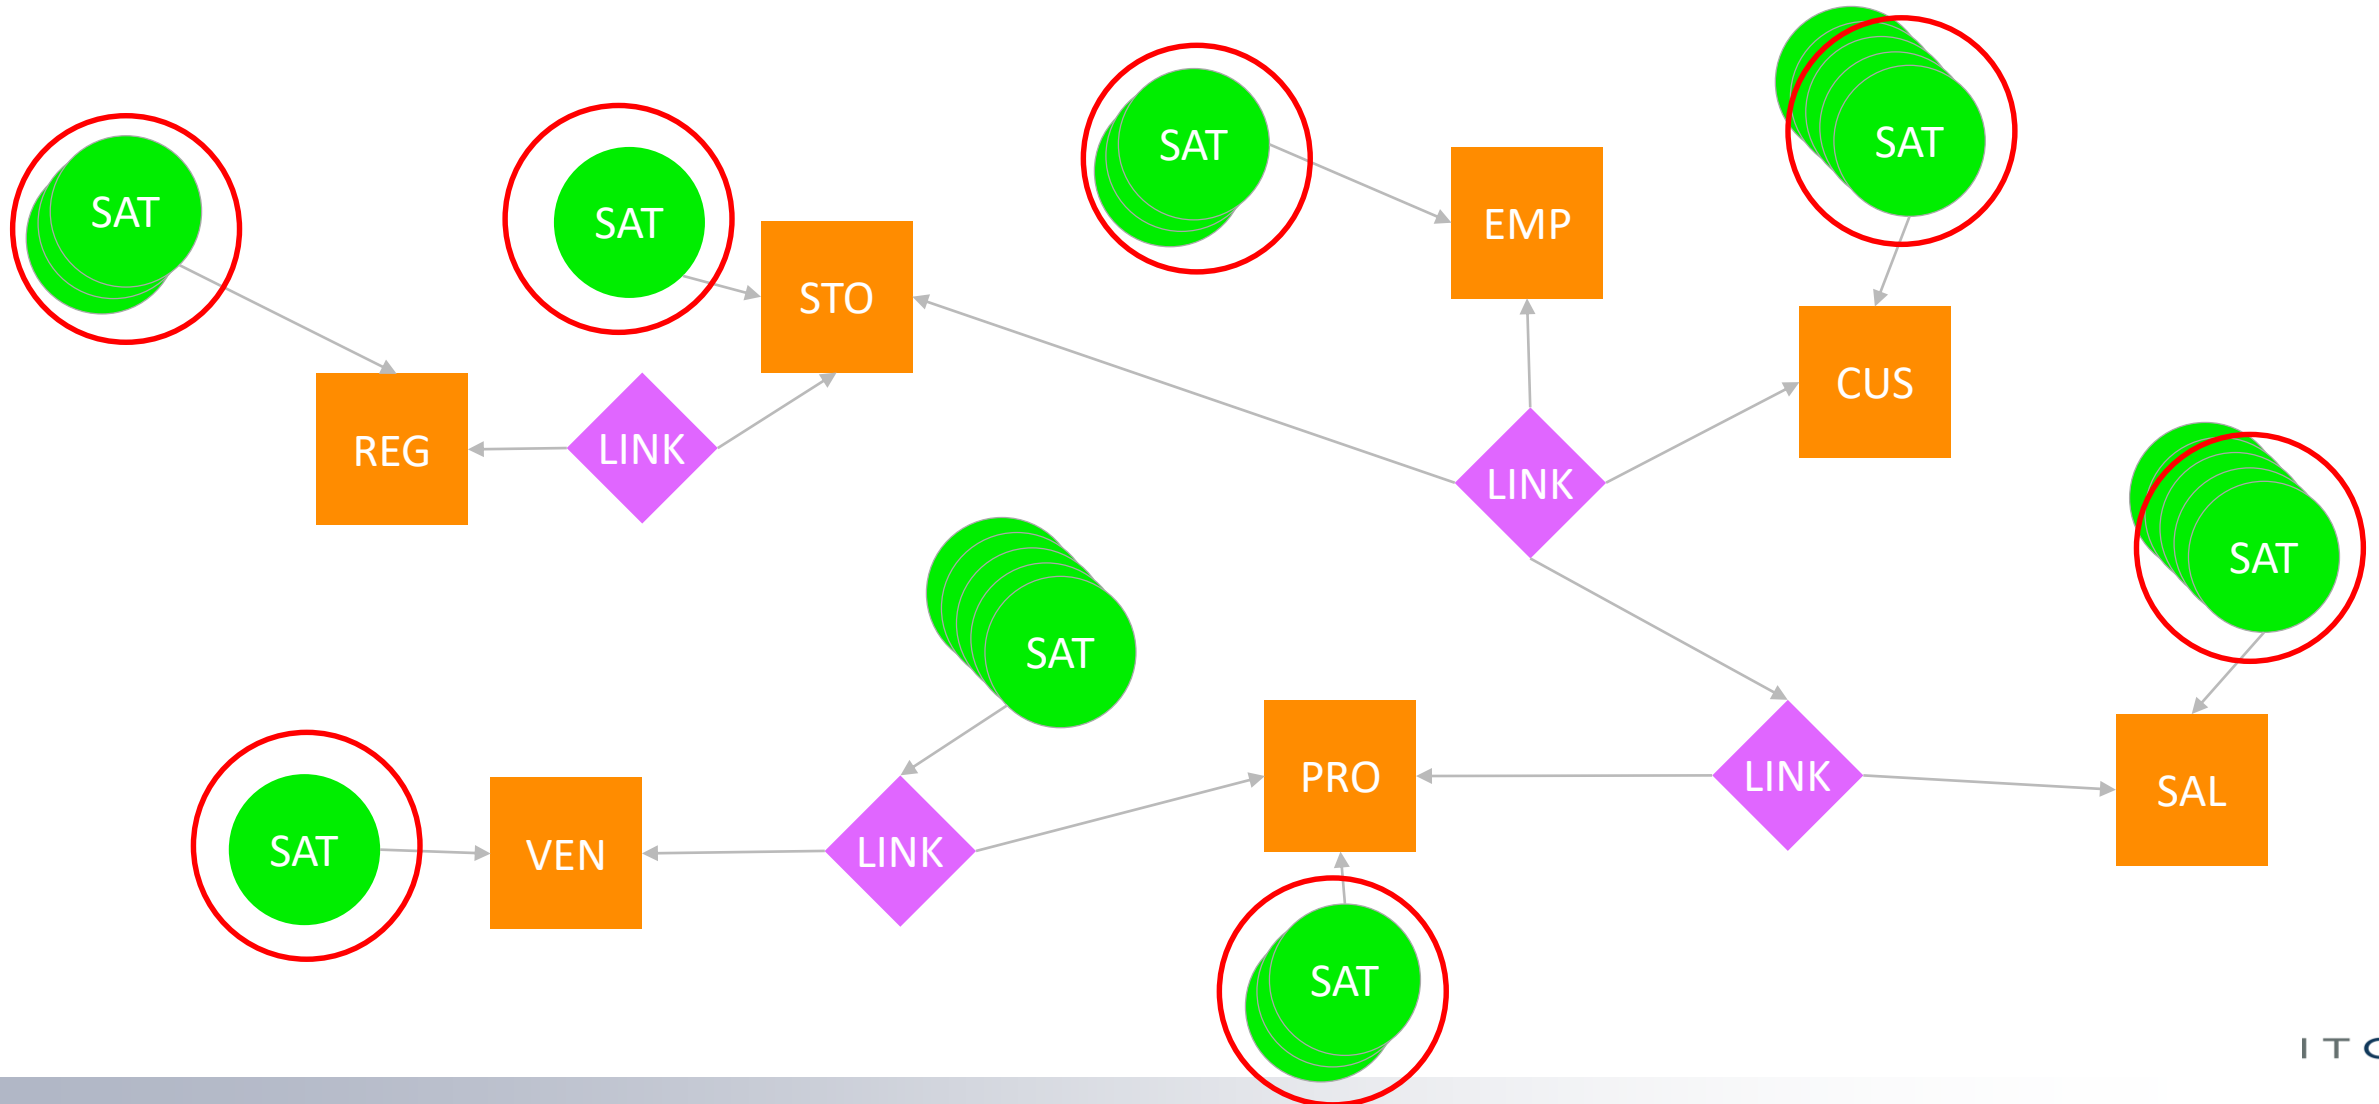 SAT
SAT
SAT
SAT
EMP
STO
CUS
REG
LINK
LINK
SAT
SAT
PRO
LINK
SAL
SAT
VEN
LINK
SAT